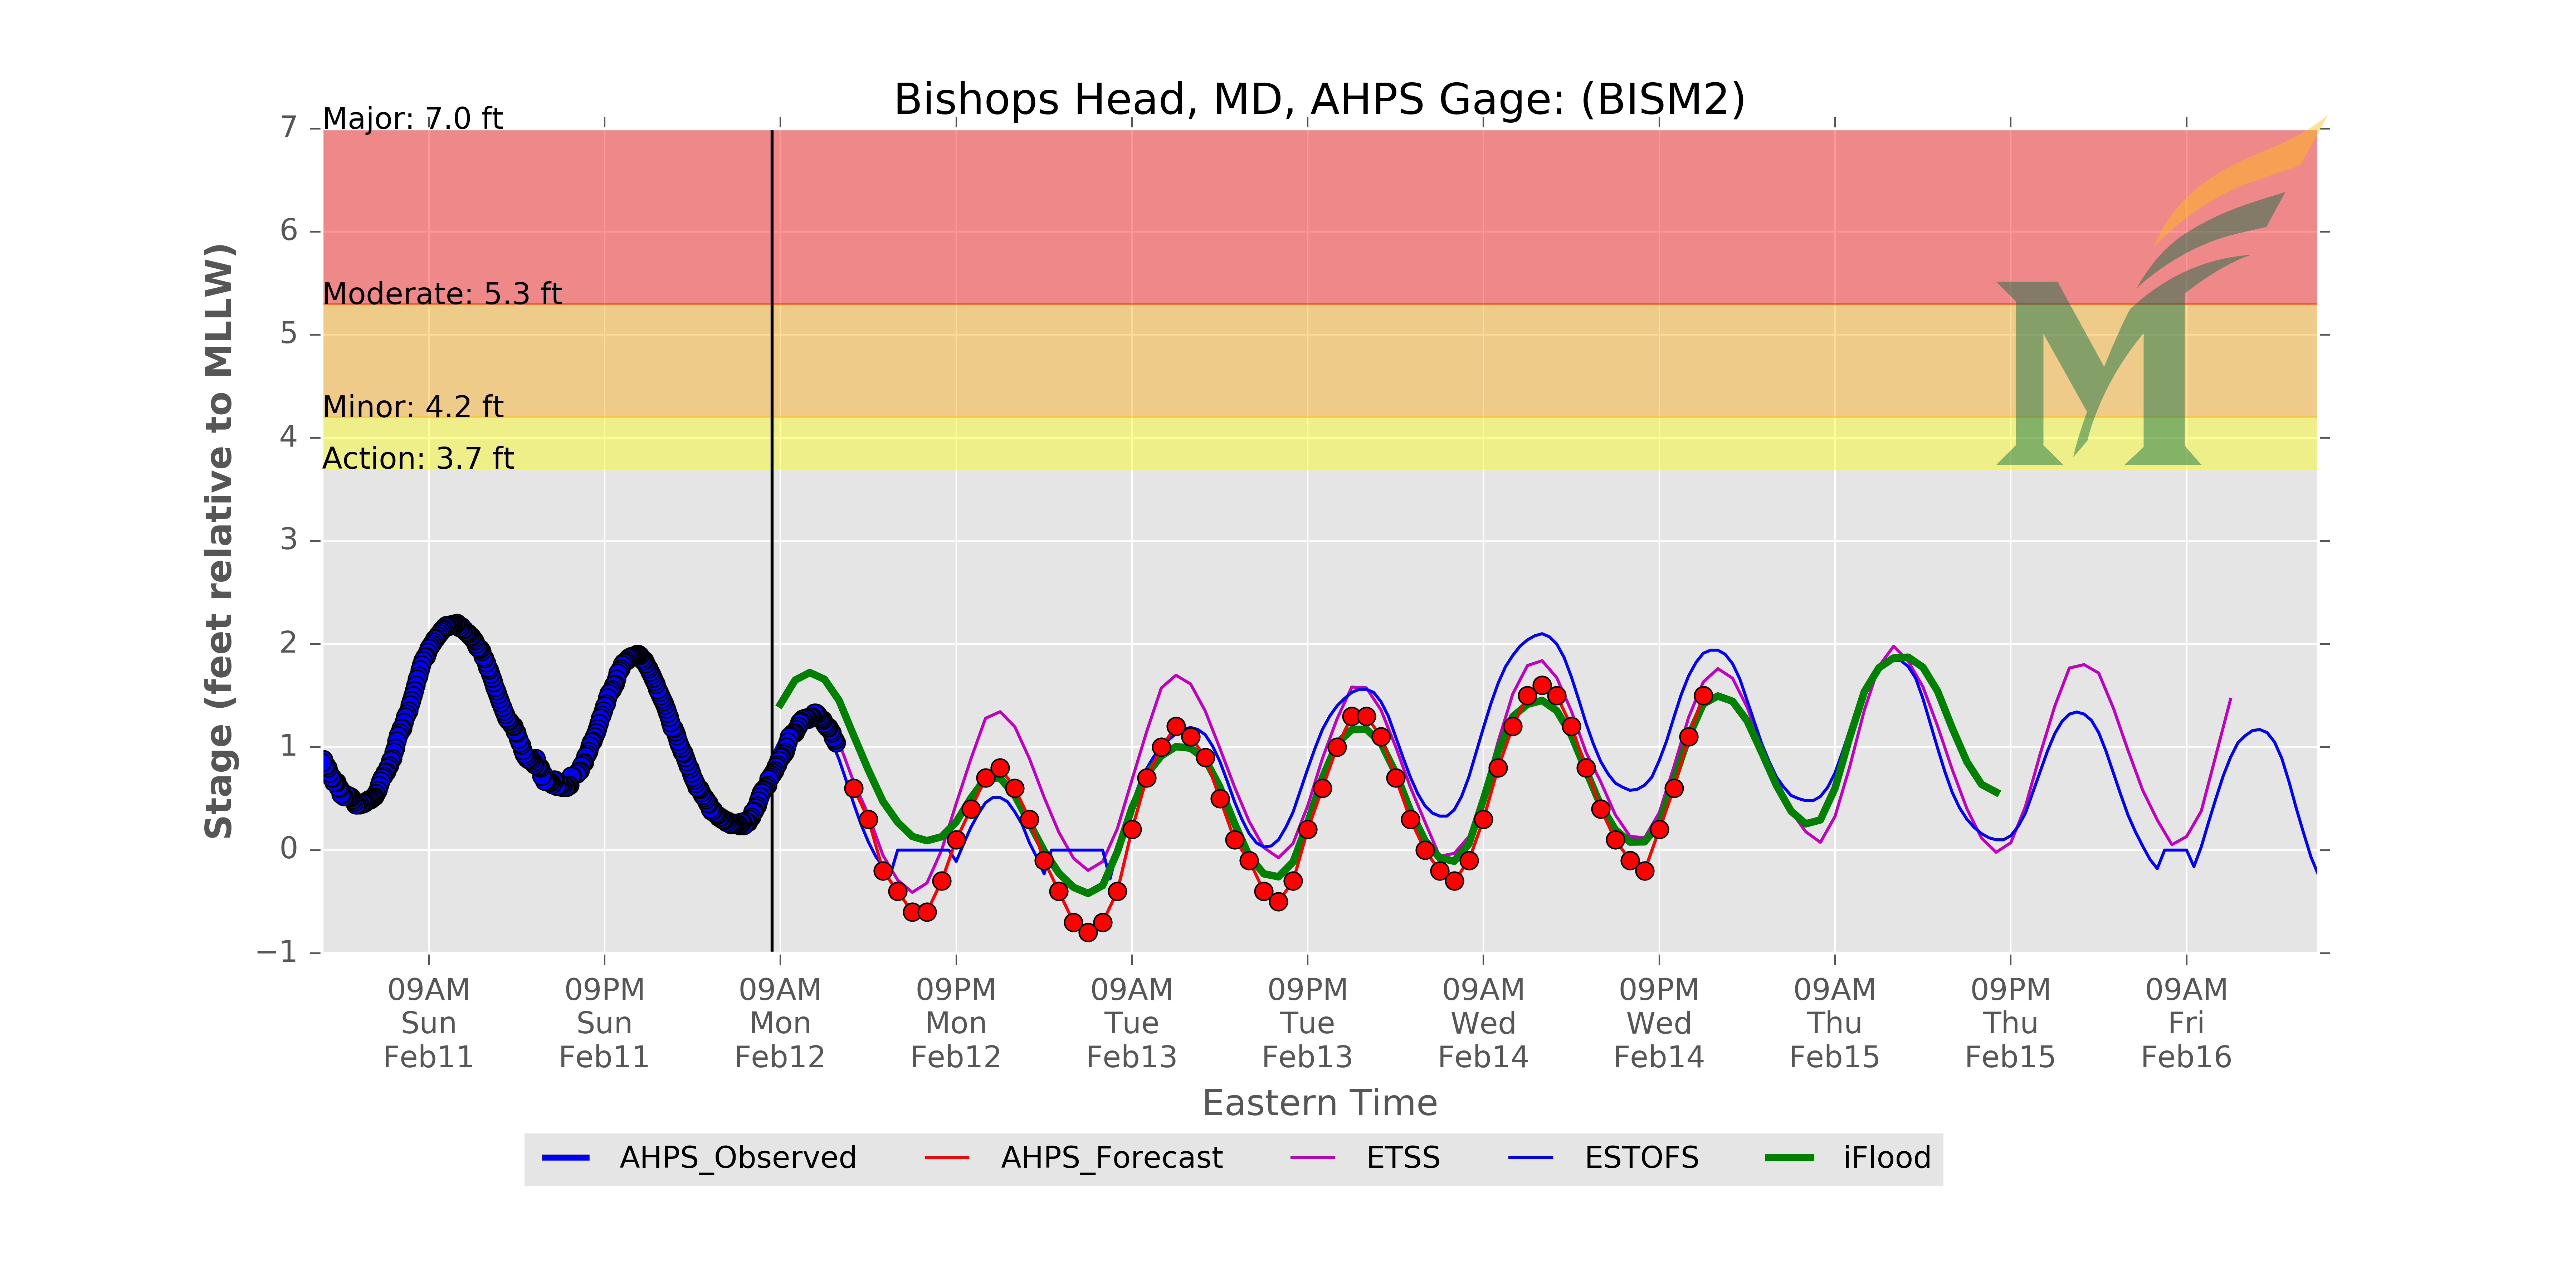 Bishops Head, MD, AHPS Gage: (BISM2)
Major: 7.0 ft
Moderate: 5.3 ft
Minor: 4.2 ft
Action: 3.7 ft
Stage (feet relative to MLLW)
7
6
5
4
3
2
1
0
−1
09AM 09PM 09AM 09PM 09AM 09PM 09AM 09PM 09AM 09PM 09AM
Sun Sun Mon Mon Tue Tue Wed Wed Thu Thu Fri
Feb11 Feb11 Feb12 Feb12 Feb13 Feb13 Feb14 Feb14 Feb15 Feb15 Feb16
Eastern Time
AHPS_Observed AHPS_Forecast ETSS ESTOFS iFlood
M